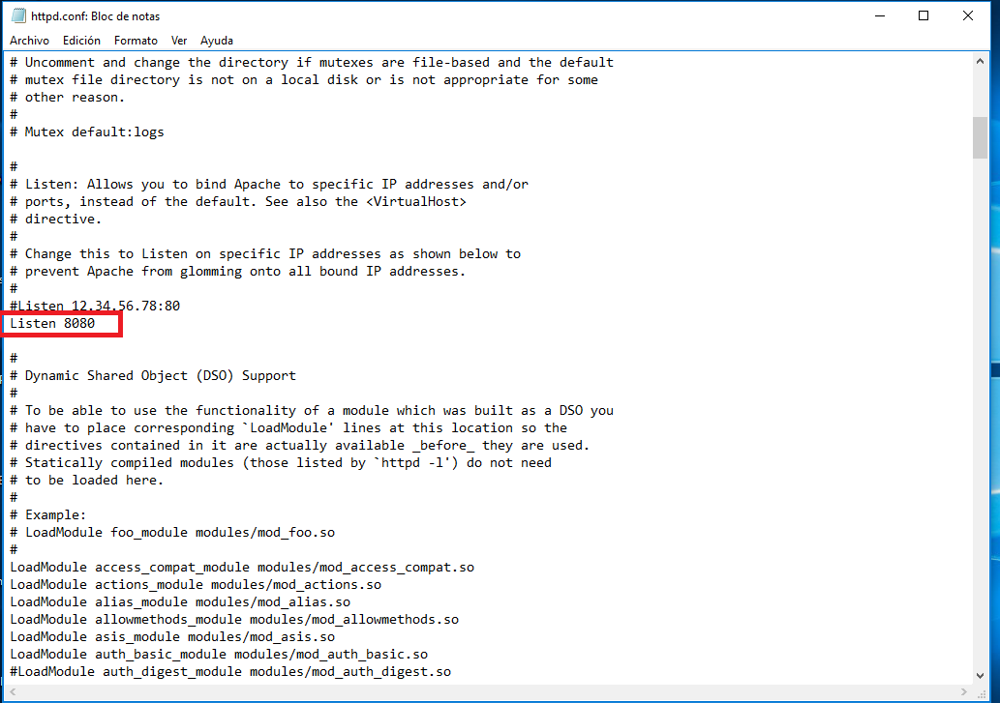 httpd.conf: Bloc de notas
Archivo Edición Formato Ver Ayuda
# Uncomment and change the directory if mutexes are file-based and the default
# mutex file directory is not on a local disk or is not appropriate for some
# other reason.
#
# Mutex default:logs
#
# Listen: Allows you to bind Apache to specific IP addresses and/or
# ports, instead of the default. See also the <VirtualHost>
# directive.
#
# Change this to Listen on specific IP addresses as shown below to
# prevent Apache from glomming onto all bound IP addresses.
#
#Listen 12.34.56.78:80
Listen 8080
#
# Dynamic Shared Object (DSO) Support
#
# To be able to use the functionality of a module which was built as a DSO you
# have to place corresponding `LoadModule' lines at this location so the
# directives contained in it are actually available _before_ they are used.
# Statically compiled modules (those listed by `httpd -l') do not need
# to be loaded here.
#
# Example:
# LoadModule foo_module modules/mod_foo.so
#
LoadModule access_compat_module modules/mod_access_compat.so
LoadModule actions_module modules/mod_actions.so
LoadModule alias_module modules/mod_alias.so
LoadModule allowmethods_module modules/mod_allowmethods.so
LoadModule asis_module modules/mod_asis.so
LoadModule auth_basic_module modules/mod_auth_basic.so
#LoadModule auth_digest_module modules/mod_auth_digest.so